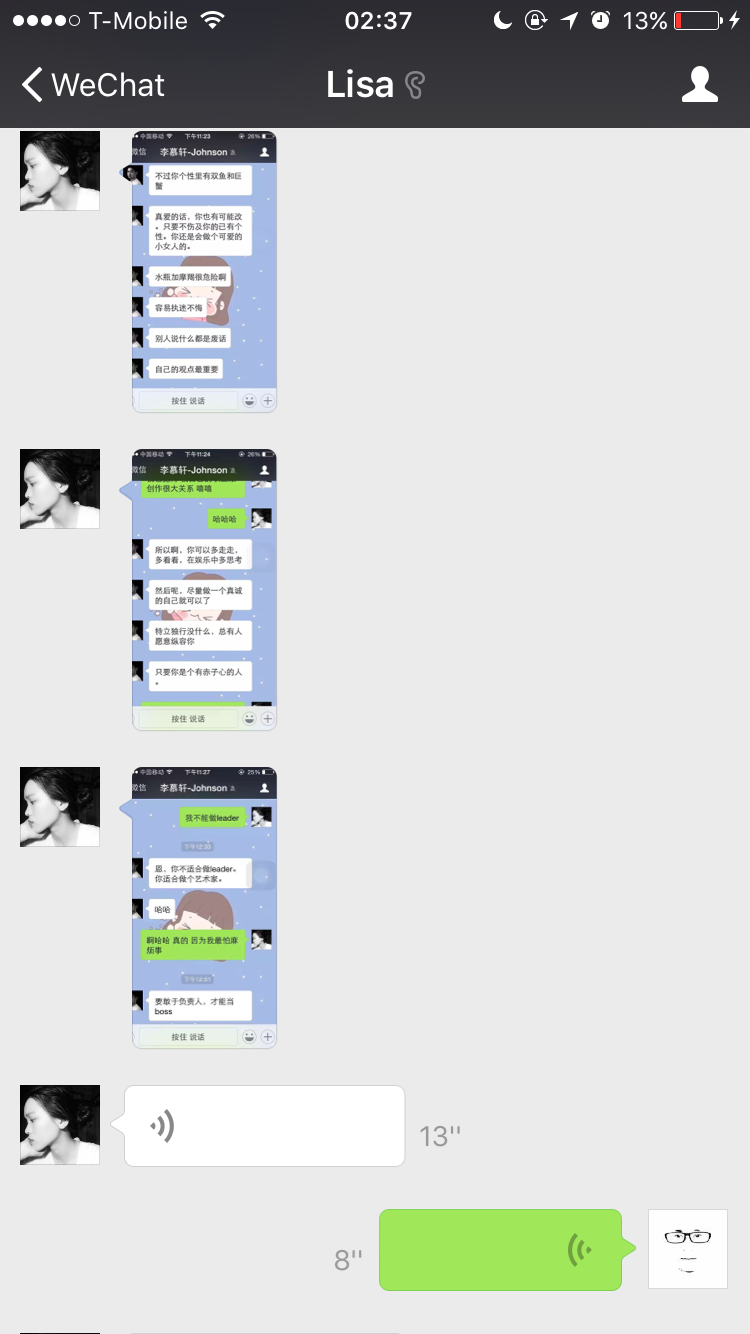 T-Mobile 02:37 13%
WeChat Lisa
中国移动 下午11:23 26%
微信 李慕轩-Johnson
不过你个性里有双鱼和巨
蟹
真爱的话，你也有可能改
。只要不伤及你的已有个
性。你还是会做个可爱的
小女人的。
水瓶加摩羯很危险啊
容易执迷不悔
别人说什么都是废话
自己的观点最重要
按住 说话
中国移动 下午11:24 26%
微信 李慕轩-Johnson
创作很大关系 嘻嘻
哈哈哈
所以啊，你可以多走走，
多看看，在娱乐中多思考
然后呢，尽量做一个真诚
的自己就可以了
特立独行没什么，总有人
愿意纵容你
只要你是个有赤子心的人
。
按住 说话
中国移动 下午11:27 25%
微信 李慕轩-Johnson
我不能做leader
恩，你不适合做leader。
你适合做个艺术家。
哈哈
啊哈哈 真的 因为我最怕麻
烦事
要敢于负责人，才能当
boss
按住 说话
13''
8''